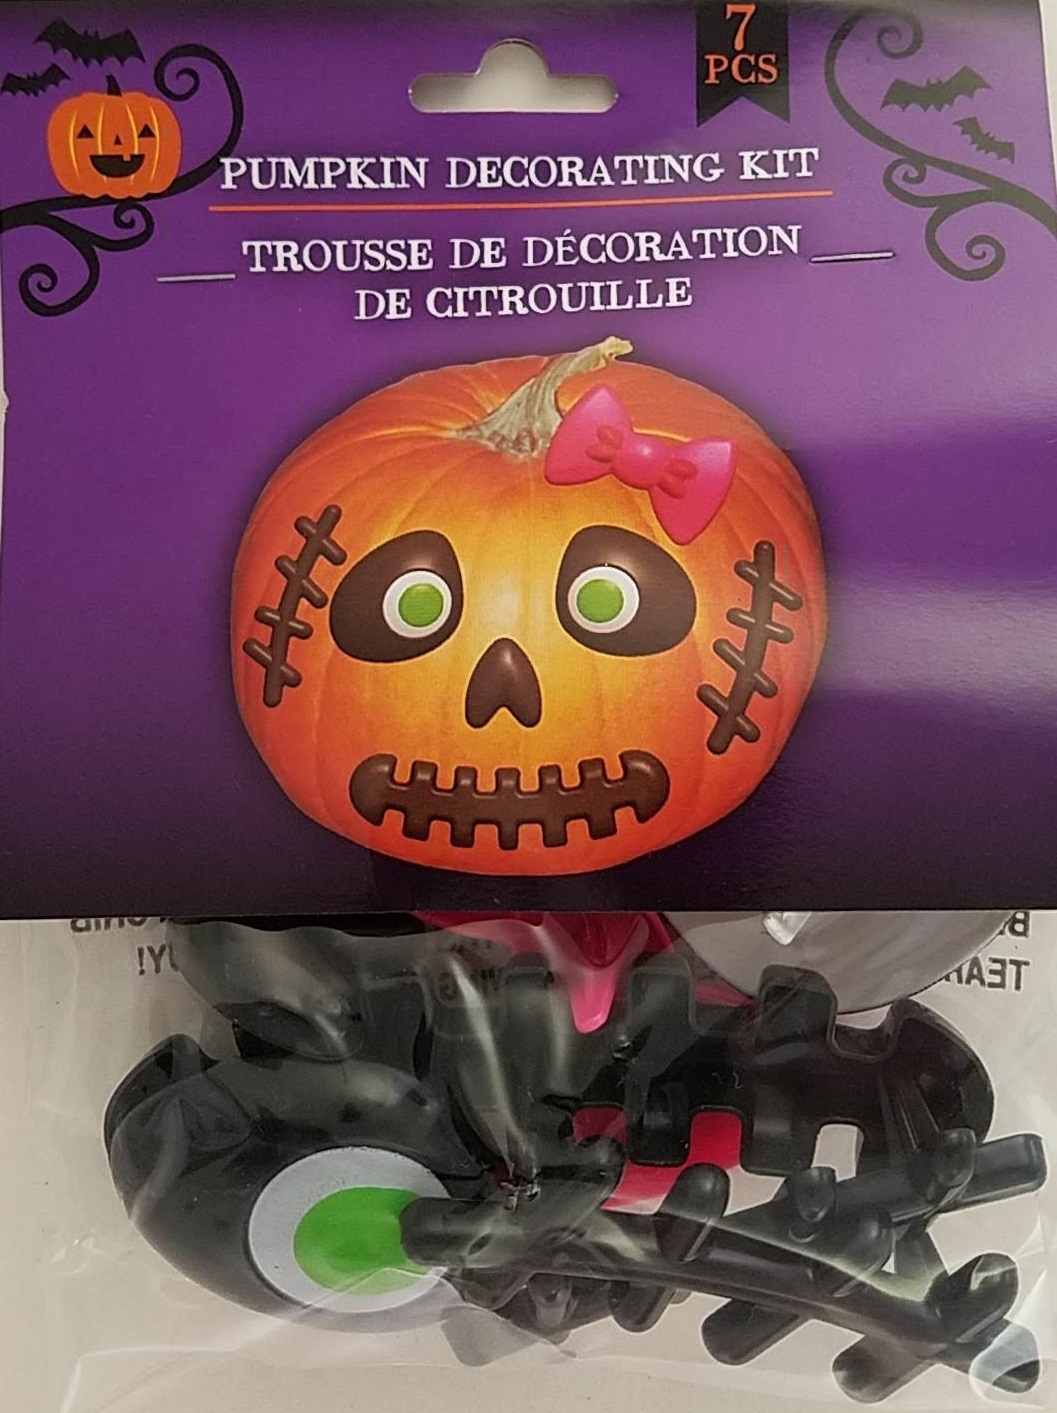 7
PCS
PUMPKIN DECORATING KIT
TROUSSE DE DÉCORATION
DE CITROUILLE